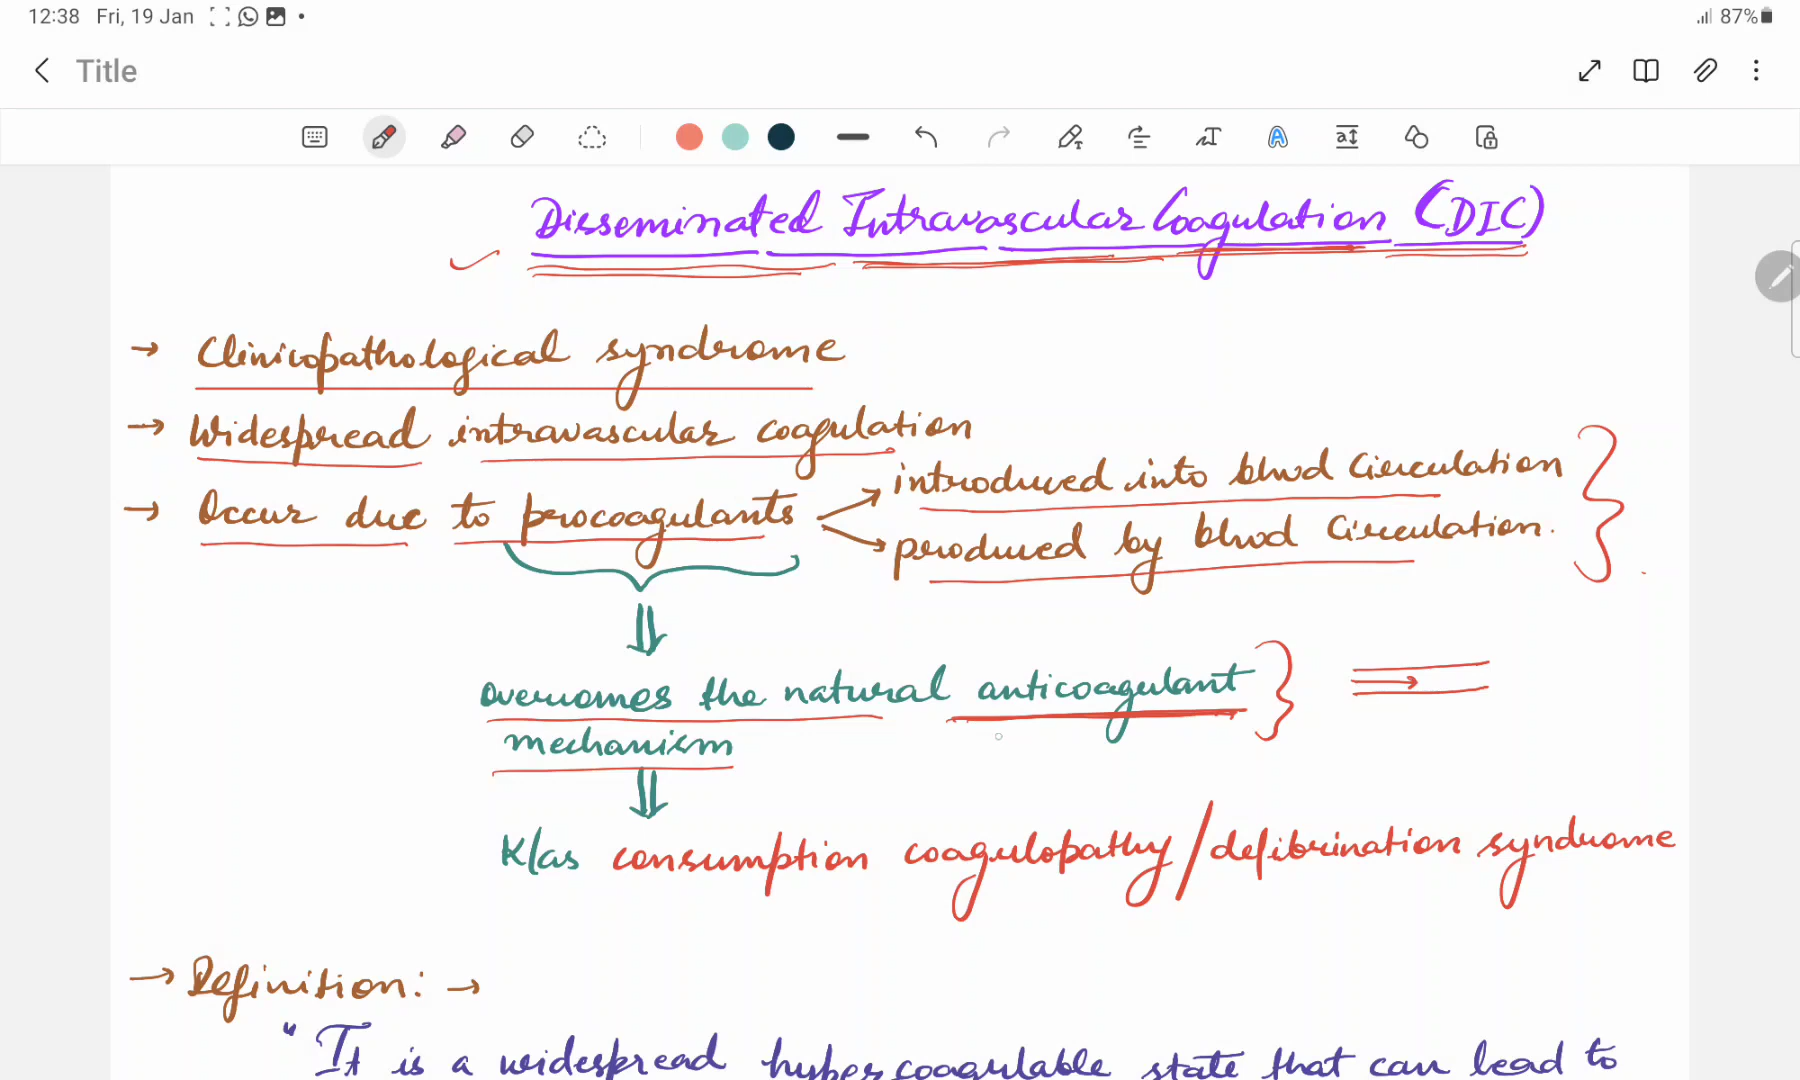 12:38 Fri, 19 Jan 87%
Title
Disseminated Intravascular Coagulation (DIC)
→ Clinicopathological syndrome
→ Widespread intravascular coagulation
introduced into blood circulation
→ Occur due to procoagulants
produced by blood circulation.
overcomes the natural anticoagulant
mechanism
K/as consumption coagulopathy/defibrination syndrome
→ Definition: →
"It is a widespread hypercoagulable state that can lead to